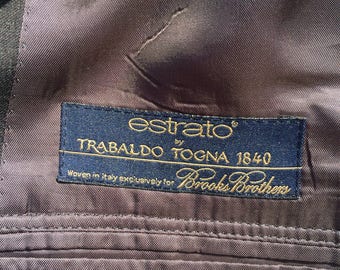 estrato®
by
TRABALDO TOGNA 1840
Woven in Italy exclusively for Brooks Brothers